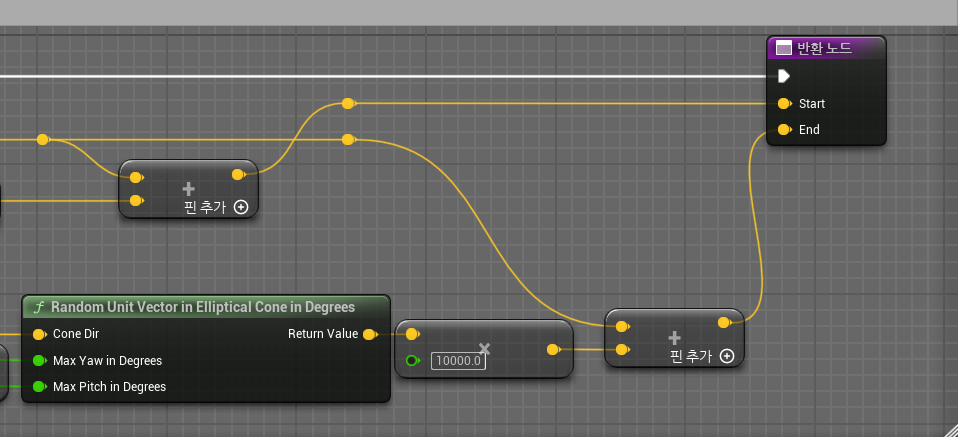 반환 노드
Start
End
핀 추가
Random Unit Vector in Elliptical Cone in Degrees
Cone Dir
Return Value
Max Yaw in Degrees
Max Pitch in Degrees
10000.0
핀 추가